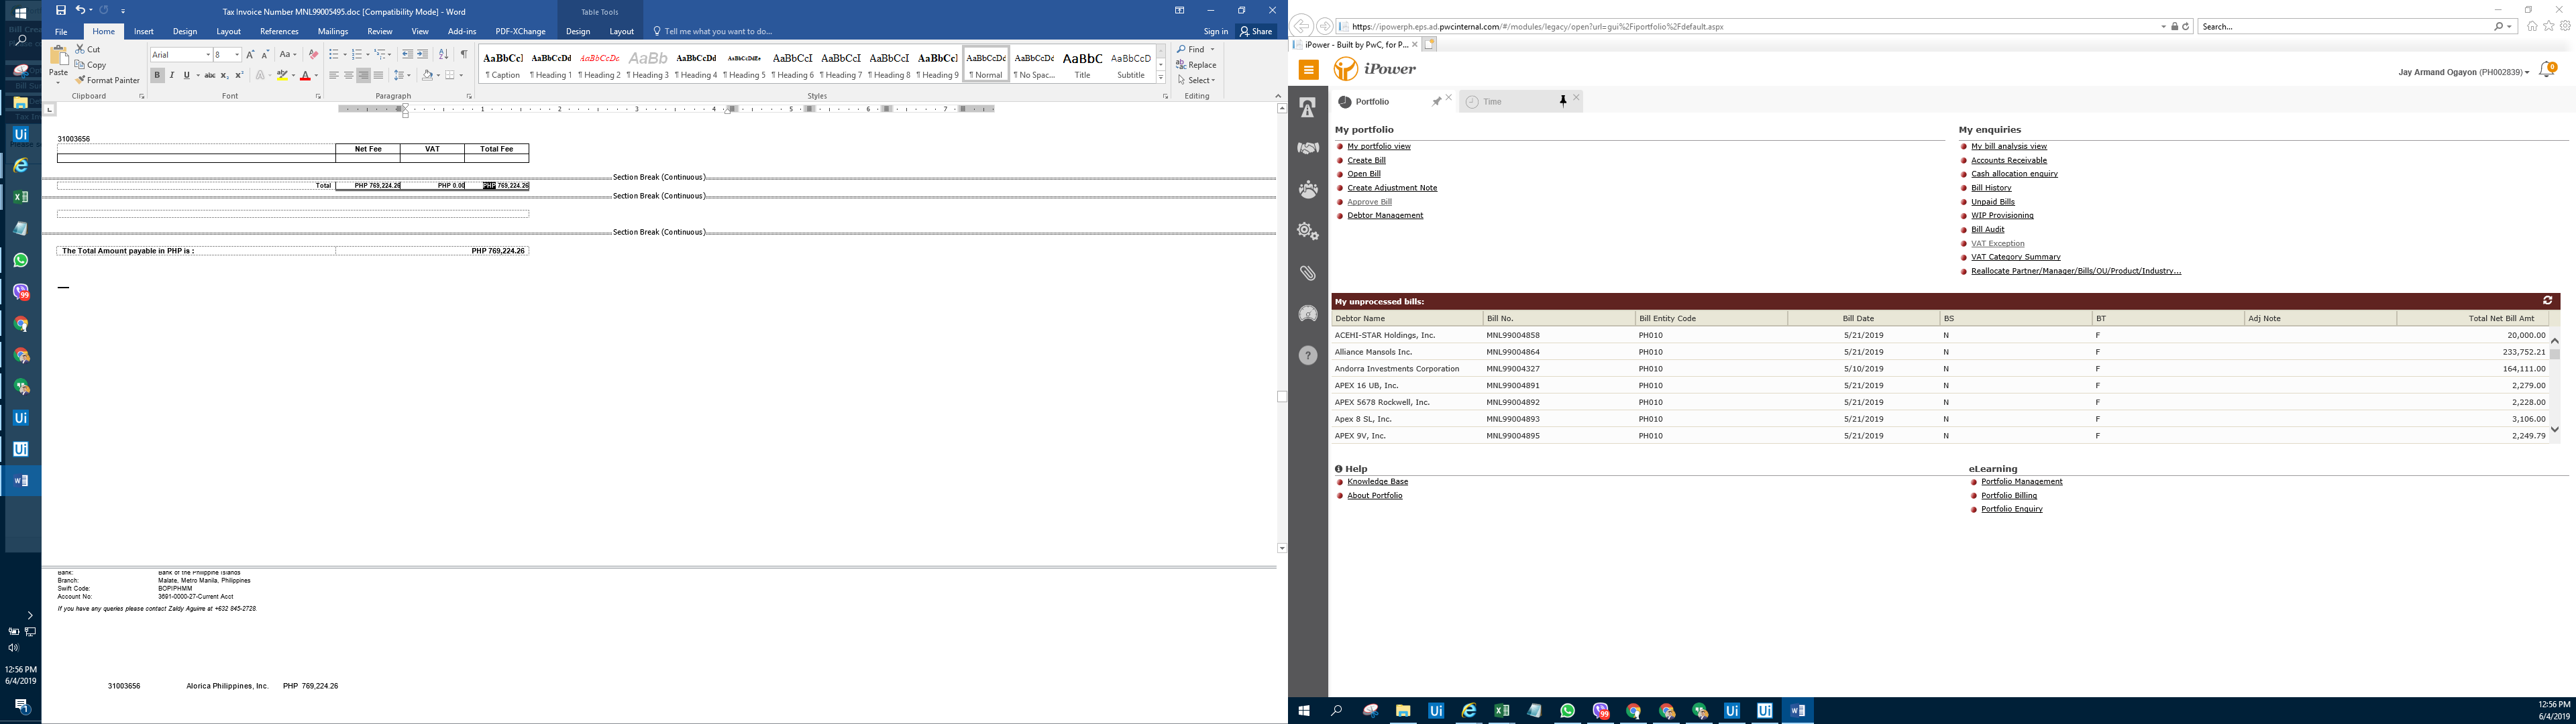 Tax Invoice Number MNL99005495.doc [Compatibility Mode] - Word
Table Tools
File
Home
Insert
Design
Layout
References
Mailings
Review
View
Add-ins
PDF-XChange
Design
Layout
Tell me what you want to do...
Sign in
Share
Paste
Cut
Copy
Format Painter
Clipboard
Arial
8
Font
Paragraph
¶ Caption
¶ Heading 1
¶ Heading 2
¶ Heading 3
¶ Heading 4
¶ Heading 5
¶ Heading 6
¶ Heading 7
¶ Heading 8
¶ Heading 9
¶ Normal
¶ No Spac...
Title
Subtitle
Styles
Find
Replace
Select
Editing
31003656
Net Fee VAT Total Fee
Section Break (Continuous)
Total PHP 769,224.26 PHP 0.00 PHP 769,224.26
Section Break (Continuous)
Section Break (Continuous)
The Total Amount payable in PHP is : PHP 769,224.26
Bank: Bank of the Philippine Islands
Branch: Malate, Metro Manila, Philippines
Swift Code: BOPIPHMM
Account No: 3691-0000-27-Current Acct
If you have any queries please contact Zaldy Aguirre at +632 845-2728.
31003656 Alorica Philippines, Inc. PHP 769,224.26
12:56 PM
6/4/2019
https://ipowerph.eps.ad.pwcinternal.com/#/modules/legacy/open?url=gui%2Fiportfolio%2Fdefault.aspx
Search...
iPower - Built by PwC, for P...
iPower
Jay Armand Ogayon (PH002839)
0
Portfolio
Time
My portfolio
My portfolio view
Create Bill
Open Bill
Create Adjustment Note
Approve Bill
Debtor Management
My enquiries
My bill analysis view
Accounts Receivable
Cash allocation enquiry
Bill History
Unpaid Bills
WIP Provisioning
Bill Audit
VAT Exception
VAT Category Summary
Reallocate Partner/Manager/Bills/OU/Product/Industry...
My unprocessed bills:
Debtor Name Bill No. Bill Entity Code Bill Date BS BT Adj Note Total Net Bill Amt
ACEHI-STAR Holdings, Inc. MNL99004858 PH010 5/21/2019 N F 20,000.00
Alliance Mansols Inc. MNL99004864 PH010 5/21/2019 N F 233,752.21
Andorra Investments Corporation MNL99004327 PH010 5/10/2019 N F 164,111.00
APEX 16 UB, Inc. MNL99004891 PH010 5/21/2019 N F 2,279.00
APEX 5678 Rockwell, Inc. MNL99004892 PH010 5/21/2019 N F 2,228.00
Apex 8 SL, Inc. MNL99004893 PH010 5/21/2019 N F 3,106.00
APEX 9V, Inc. MNL99004895 PH010 5/21/2019 N F 2,249.79
Help
Knowledge Base
About Portfolio
eLearning
Portfolio Management
Portfolio Billing
Portfolio Enquiry
12:56 PM
6/4/2019